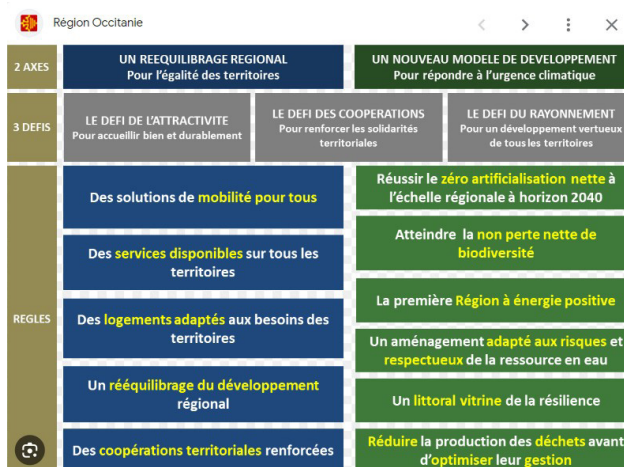 Région Occitanie
2 AXES
UN REEQUILIBRAGE REGIONAL
Pour l'égalité des territoires
UN NOUVEAU MODELE DE DEVELOPPEMENT
Pour répondre à l'urgence climatique
3 DEFIS
LE DEFI DE L'ATTRACTIVITE
Pour accueillir bien et durablement
LE DEFI DES COOPERATIONS
Pour renforcer les solidarités
territoriales
LE DEFI DU RAYONNEMENT
Pour un développement vertueux
de tous les territoires
REGLES
Des solutions de mobilité pour tous
Des services disponibles sur tous les
territoires
Des logements adaptés aux besoins des
territoires
Un rééquilibrage du développement
régional
Des coopérations territoriales renforcées
Réussir le zéro artificialisation nette à
l'échelle régionale à horizon 2040
Atteindre la non perte nette de
biodiversité
La première Région à énergie positive
Un aménagement adapté aux risques et
respectueux de la ressource en eau
Un littoral vitrine de la résilience
Réduire la production des déchets avant
d'optimiser leur gestion